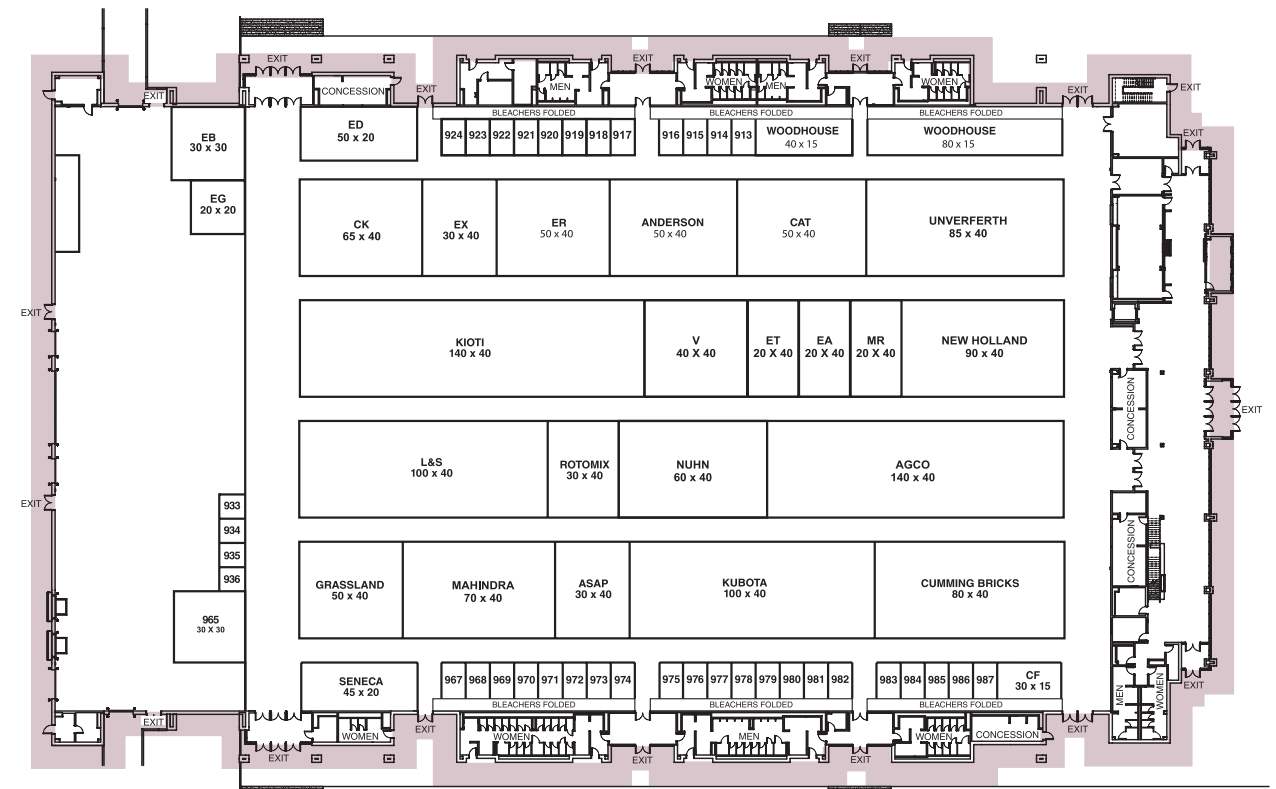 EXIT
EXIT
EXIT
MEN
WOMEN
MEN
WOMEN
EXIT
CONCESSION
EXIT
EXIT
EXIT
EXIT
BLEACHERS FOLDED
BLEACHERS FOLDED
BLEACHERS FOLDED
EB
30 x 30
ED
50 x 20
924 923 922 921 920 919 918 917
916 915 914 913
WOODHOUSE
40 x 15
WOODHOUSE
80 x 15
EXIT
EG
20 x 20
CK
65 x 40
EX
30 x 40
ER
50 x 40
ANDERSON
50 x 40
CAT
50 x 40
UNVERFERTH
85 x 40
EXIT
KIOTI
140 x 40
V
40 X 40
ET
20 X 40
EA
20 X 40
MR
20 X 40
NEW HOLLAND
90 x 40
CONCESSION
EXIT
L&S
100 x 40
ROTOMIX
30 x 40
NUHN
60 x 40
AGCO
140 x 40
EXIT
933
934
935
936
CONCESSION
965
30 X 30
GRASSLAND
50 x 40
MAHINDRA
70 x 40
ASAP
30 x 40
KUBOTA
100 x 40
CUMMING BRICKS
80 x 40
SENECA
45 x 20
967 968 969 970 971 972 973 974
975 976 977 978 979 980 981 982
983 984 985 986 987
CF
30 x 15
MEN
WOMEN
EXIT
BLEACHERS FOLDED
BLEACHERS FOLDED
BLEACHERS FOLDED
EXIT
EXIT
EXIT
WOMEN
WOMEN
MEN
WOMEN
CONCESSION
EXIT
EXIT
EXIT